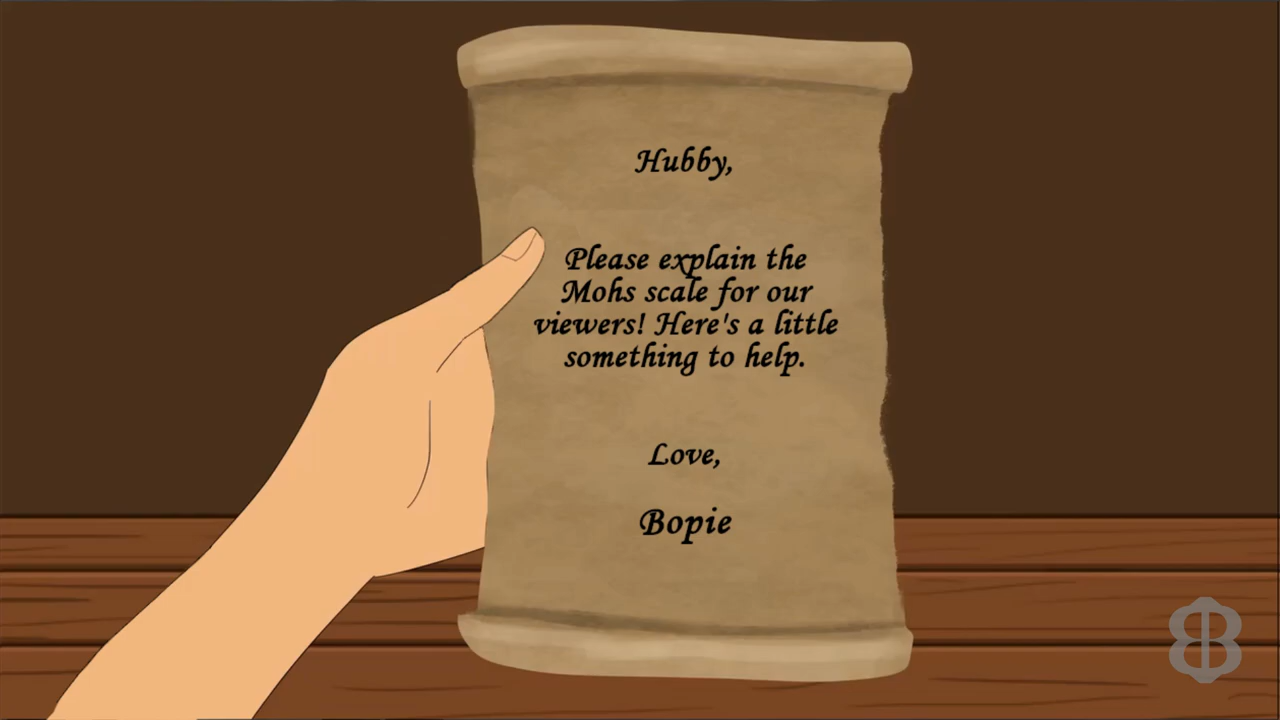 Hubby,
Please explain the
Mohs scale for our
viewers! Here's a little
something to help.
Love,
Bopie